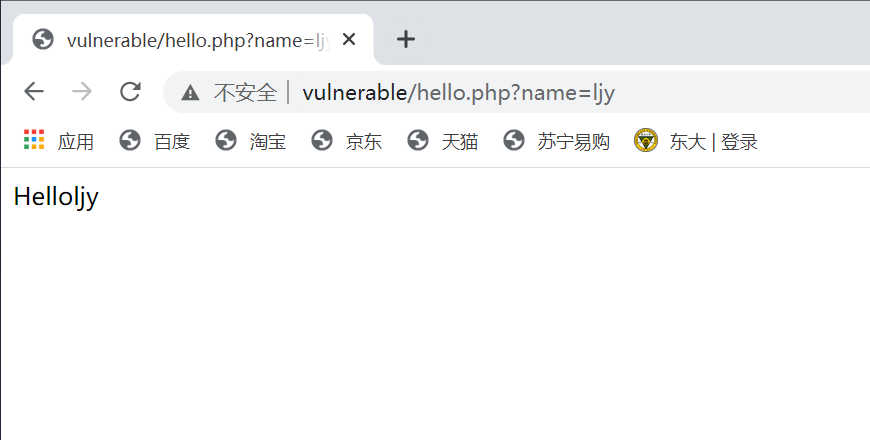 vulnerable/hello.php?name=ljy
不安全 | vulnerable/hello.php?name=ljy
应用 百度 淘宝 京东 天猫 苏宁易购 东大 | 登录
Helloljy